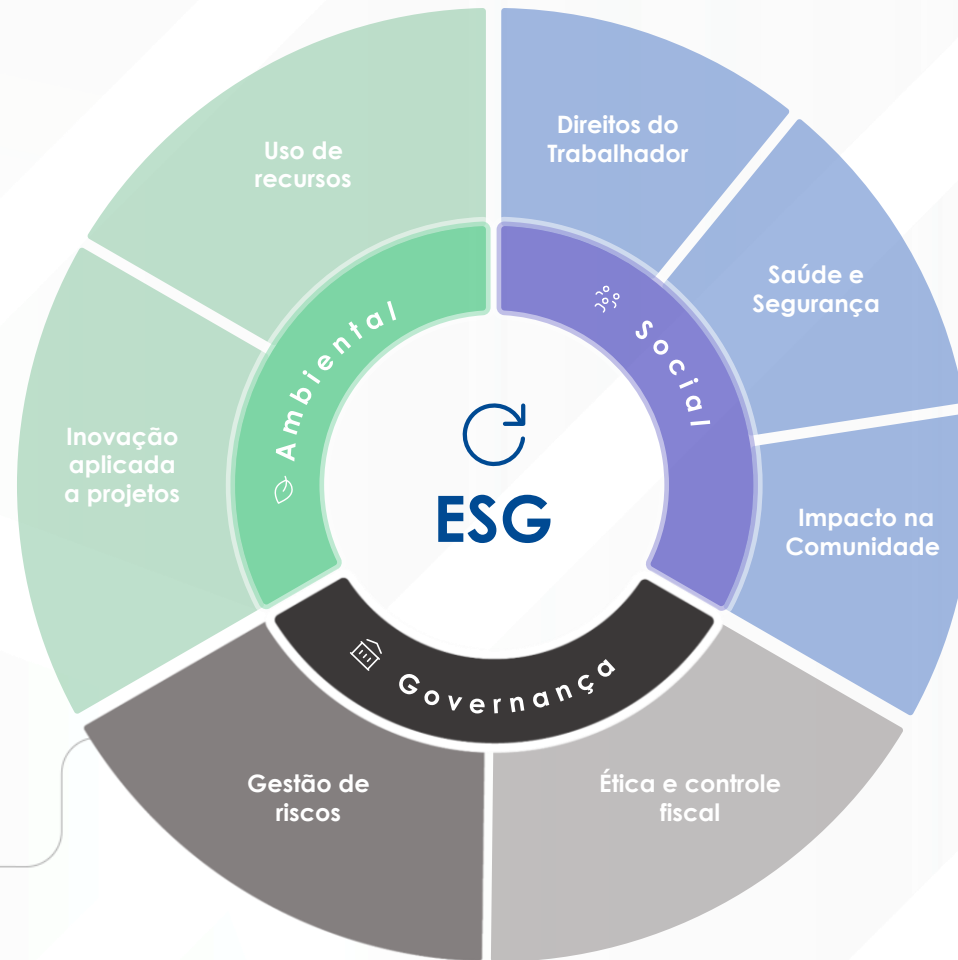 Uso de
recursos
Direitos do
Trabalhador
Saúde e
Segurança
Impacto na
Comunidade
Inovação
aplicada
a projetos
Ambiental
Social
ESG
Governança
Gestão de
riscos
Ética e controle
fiscal